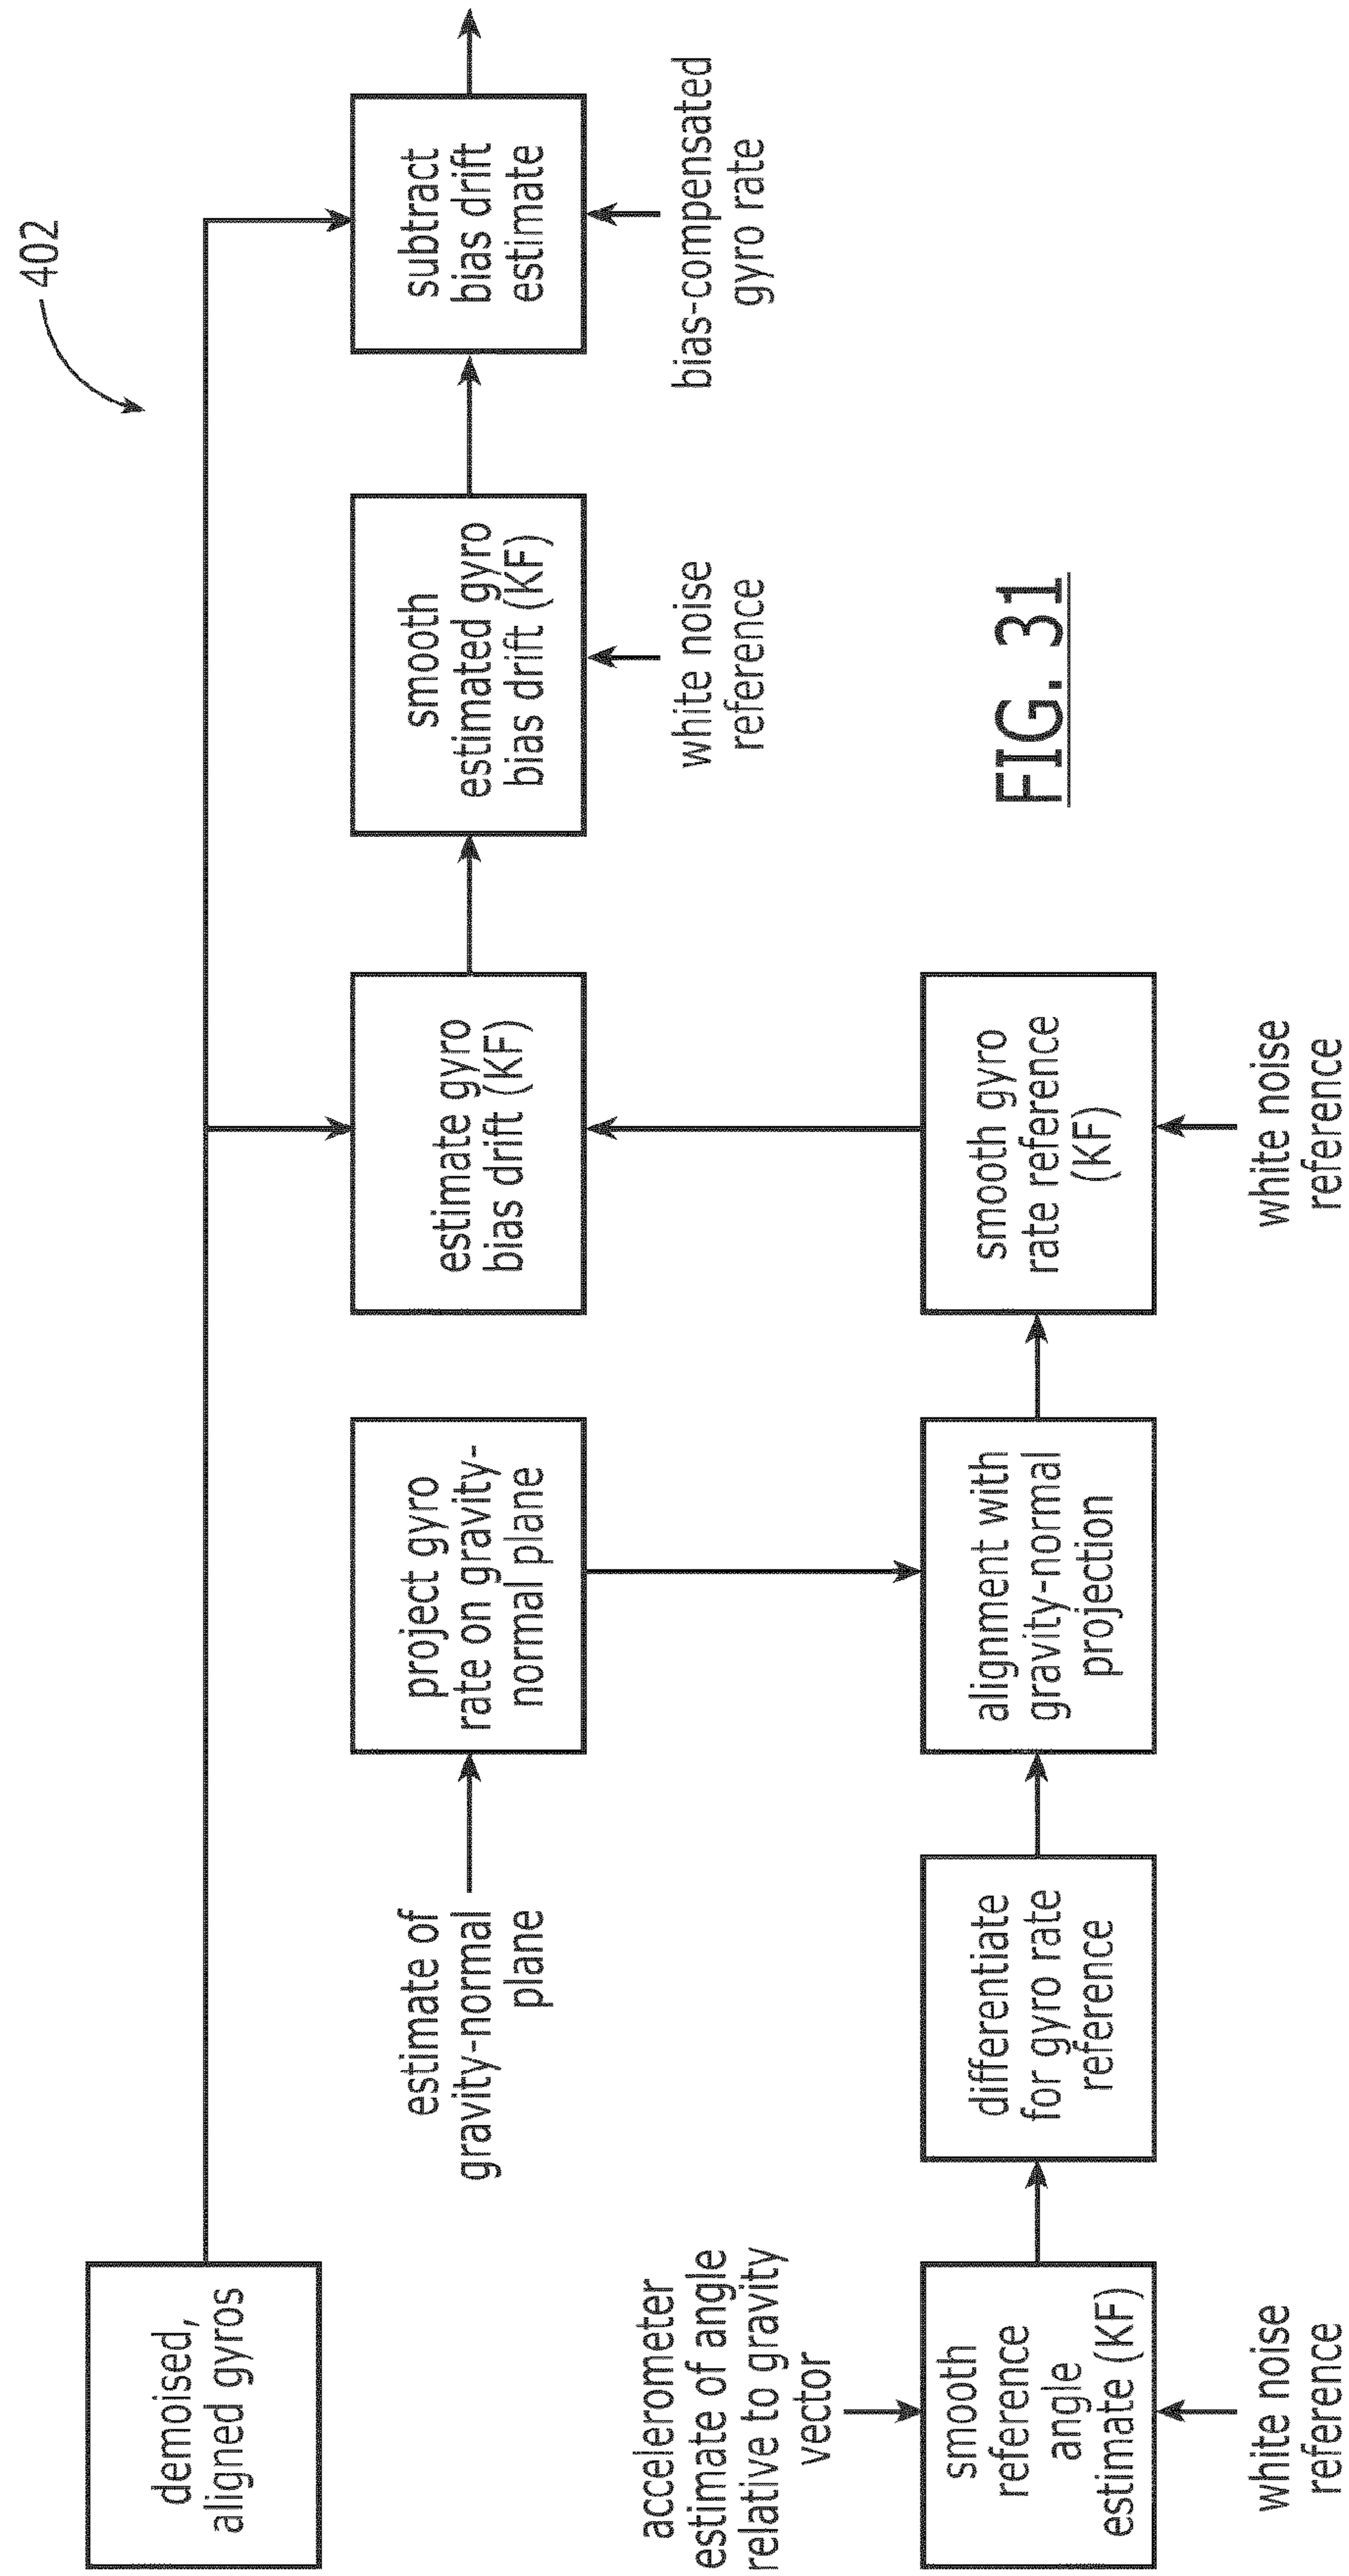 402
demoised,
aligned gyros
estimate of
gravity-normal
plane
project gyro
rate on gravity-
normal plane
estimate gyro
bias drift (KF)
smooth
estimated gyro
bias drift (KF)
white noise
reference
subtract
bias drift
estimate
bias-compensated
gyro rate
accelerometer
estimate of angle
relative to gravity
vector
smooth
reference
angle
estimate (KF)
white noise
reference
differentiate
for gyro rate
reference
alignment with
gravity-normal
projection
smooth gyro
rate reference
(KF)
white noise
reference
FIG. 31